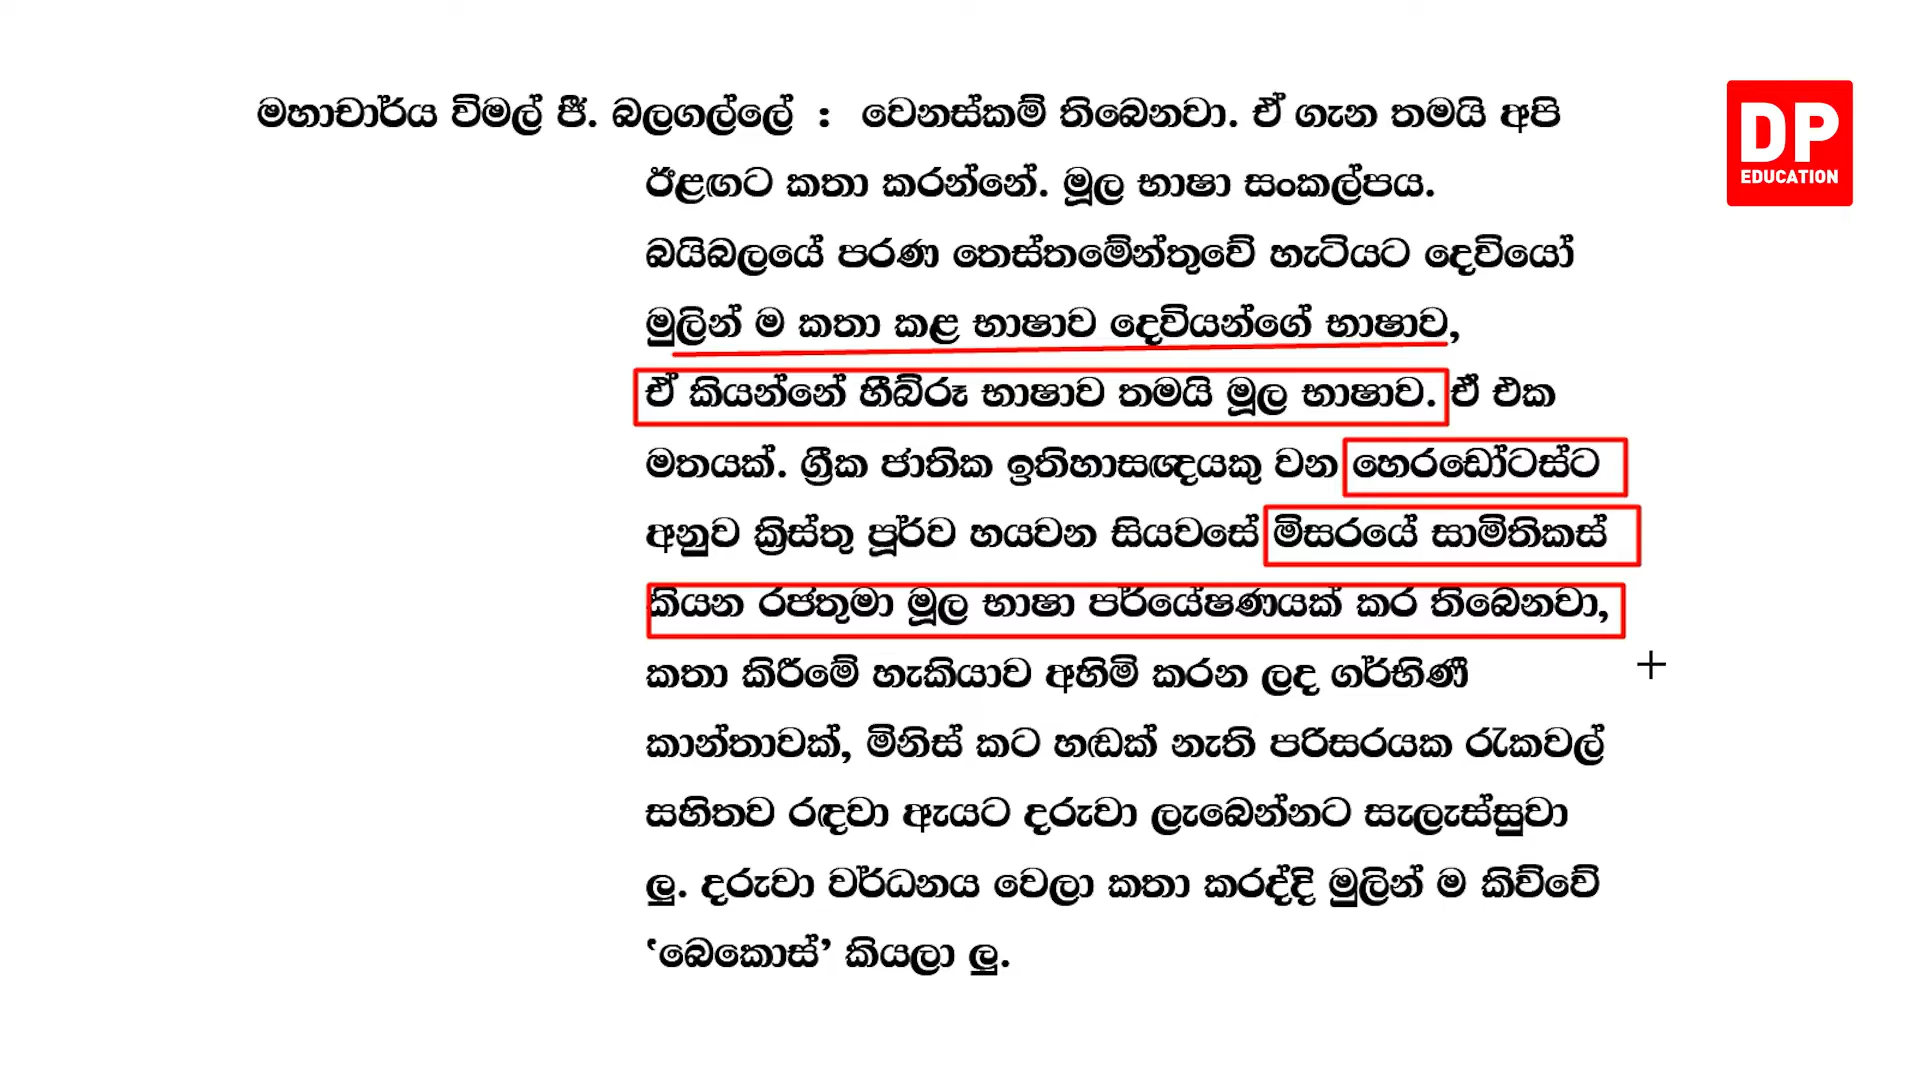 මහාචාර්ය විමල් ජී. බලගල්ලේ : වෙනස්කම් තිබෙනවා. ඒ ගැන තමයි අපි
ඊළඟට කතා කරන්නේ. මූල භාෂා සංකල්පය.
බයිබලයේ පරණ තෙස්තමේන්තුවේ හැටියට දෙවියෝ
මුලින් ම කතා කළ භාෂාව දෙවියන්ගේ භාෂාව,
ඒ කියන්නේ හීබ්රූ භාෂාව තමයි මූල භාෂාව. ඒ එක
මතයක්. ග්‍රීක ජාතික ඉතිහාසඥයකු වන හෙරඩෝටස්ට
අනුව ක්‍රිස්තු පූර්ව හයවන සියවසේ මිසරයේ සාමිතිකස්
කියන රජතුමා මූල භාෂා පර්යේෂණයක් කර තිබෙනවා,
කතා කිරීමේ හැකියාව අහිමි කරන ලද ගර්භිණී
කාන්තාවක්, මිනිස් කට හඬක් නැති පරිසරයක රැකවල්
සහිතව රඳවා ඇයට දරුවා ලැබෙන්නට සැලැස්සුවා
ලු. දරුවා වර්ධනය වෙලා කතා කරද්දි මුලින් ම කිව්වේ
‘බෙකොස්’ කියලා ලු.
DP
EDUCATION